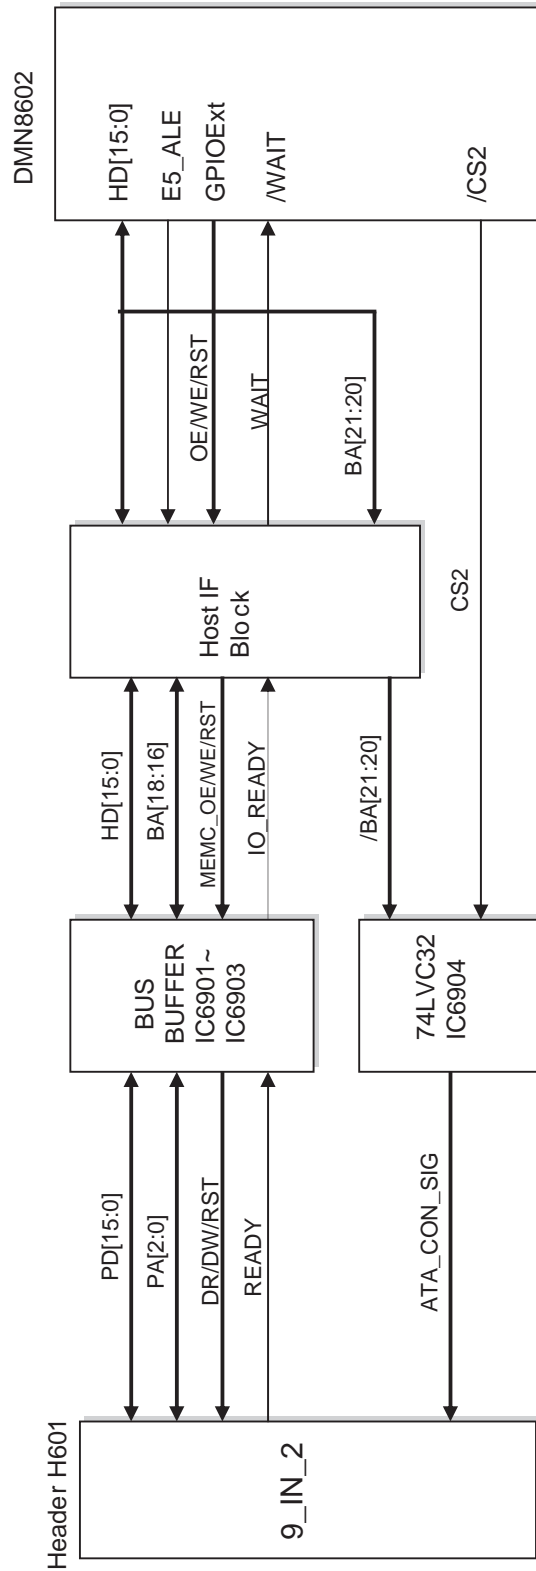 Header H601
9_IN_2
PD[15:0]
PA[2:0]
DR/DW/RST
READY
ATA_CON_SIG
BUS
BUFFER
IC6901~
IC6903
74LVC32
IC6904
HD[15:0]
BA[18:16]
MEMC_OE/WE/RST
IO_READY
/BA[21:20]
Host IF
Block
OE/WE/RST
WAIT
BA[21:20]
CS2
DMN8602
HD[15:0]
E5_ALE
GPIOExt
/WAIT
/CS2